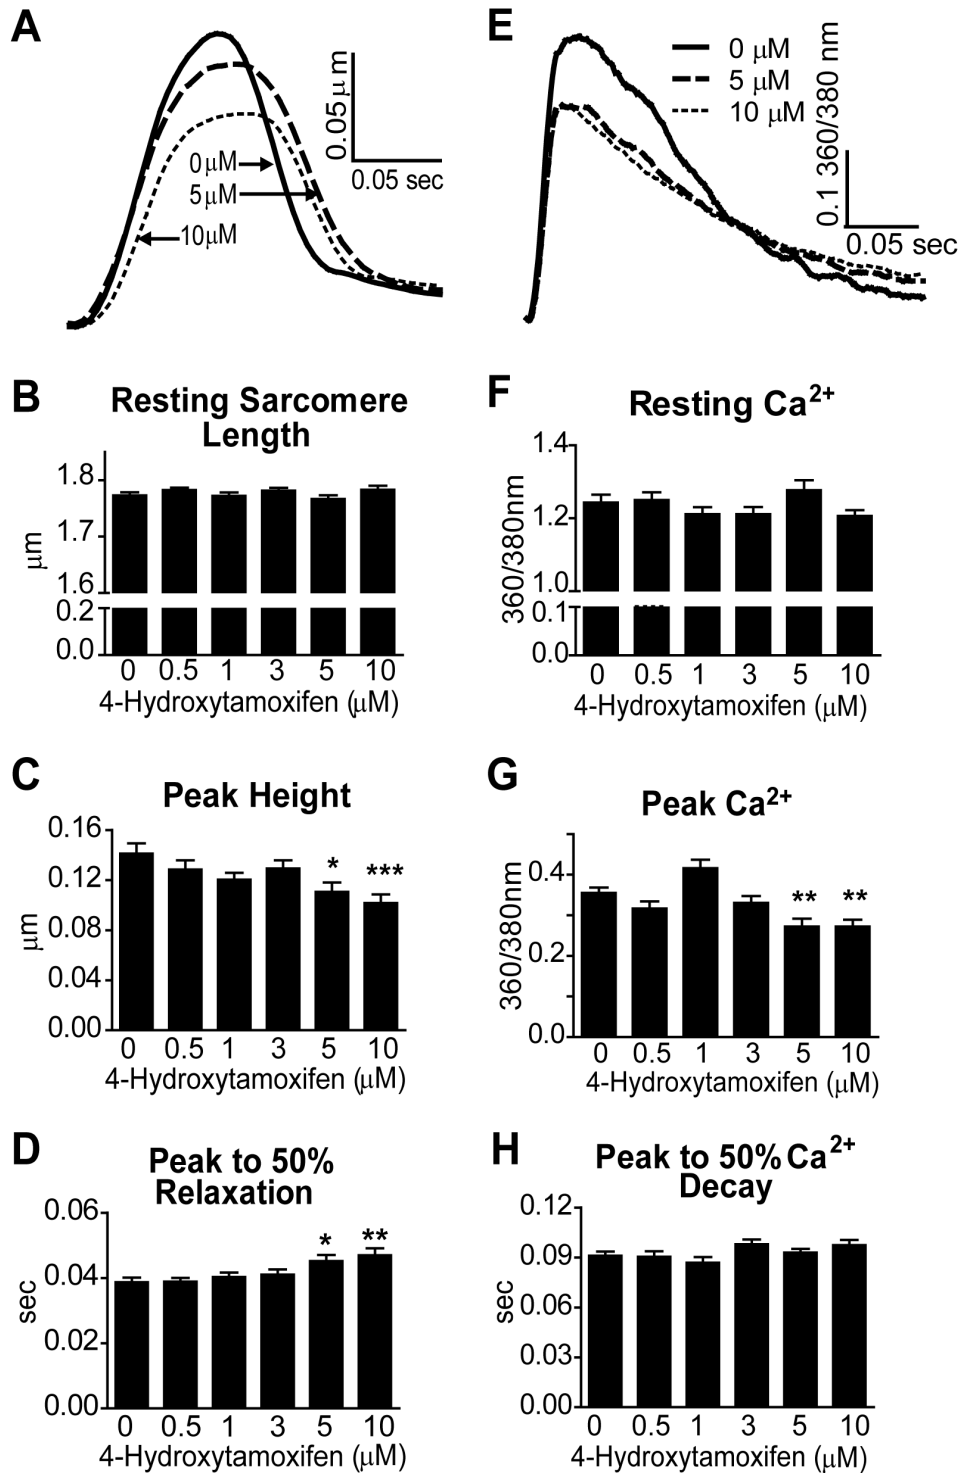 A
0.05 μm
0.05 sec
0 μM
5 μM
10 μM
E
0 μM
5 μM
10 μM
0.1 360/380 nm
0.05 sec
B
Resting Sarcomere
Length
μm
1.8
1.7
1.6
0.2
0.0
0 0.5 1 3 5 10
4-Hydroxytamoxifen (μM)
F
Resting Ca2+
360/380nm
1.4
1.2
1.0
0.1
0.0
0 0.5 1 3 5 10
4-Hydroxytamoxifen (μM)
C
Peak Height
μm
0.16
0.12
0.08
0.04
0.00
* ***
0 0.5 1 3 5 10
4-Hydroxytamoxifen (μM)
G
Peak Ca2+
360/380nm
0.4
0.2
0.0
** **
0 0.5 1 3 5 10
4-Hydroxytamoxifen (μM)
D
Peak to 50%
Relaxation
sec
0.06
0.04
0.02
0.00
* **
0 0.5 1 3 5 10
4-Hydroxytamoxifen (μM)
H
Peak to 50% Ca2+
Decay
sec
0.12
0.09
0.06
0.03
0.00
0 0.5 1 3 5 10
4-Hydroxytamoxifen (μM)